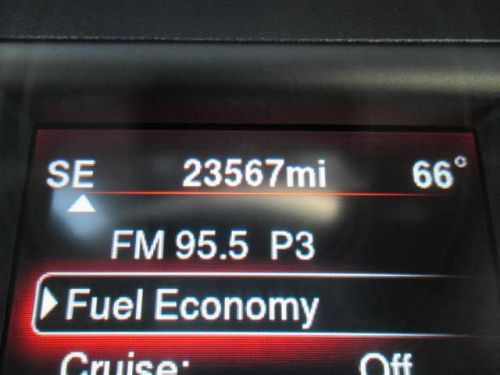 SE 23567mi 66°
FM 95.5 P3
Fuel Economy
Cruise: Off